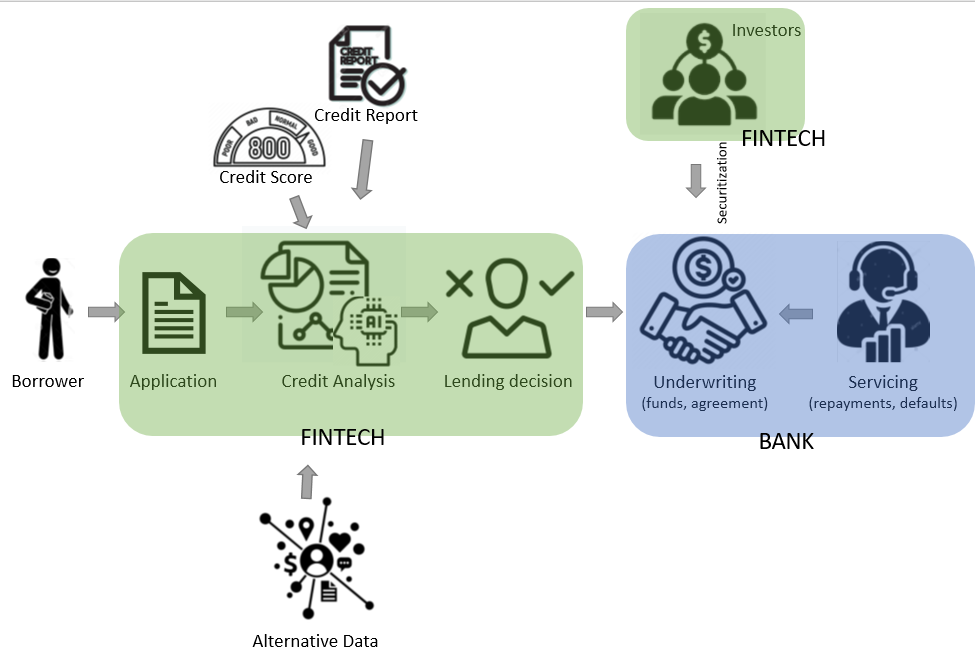 CREDIT
REPORT
Credit Report
POOR
BAD
NORMAL
GOOD
800
Credit Score
$
Investors
FINTECH
Securitization
Borrower
Application
AI
Credit Analysis
Lending decision
FINTECH
$
Underwriting
(funds, agreement)
Servicing
(repayments, defaults)
BANK
$
Alternative Data